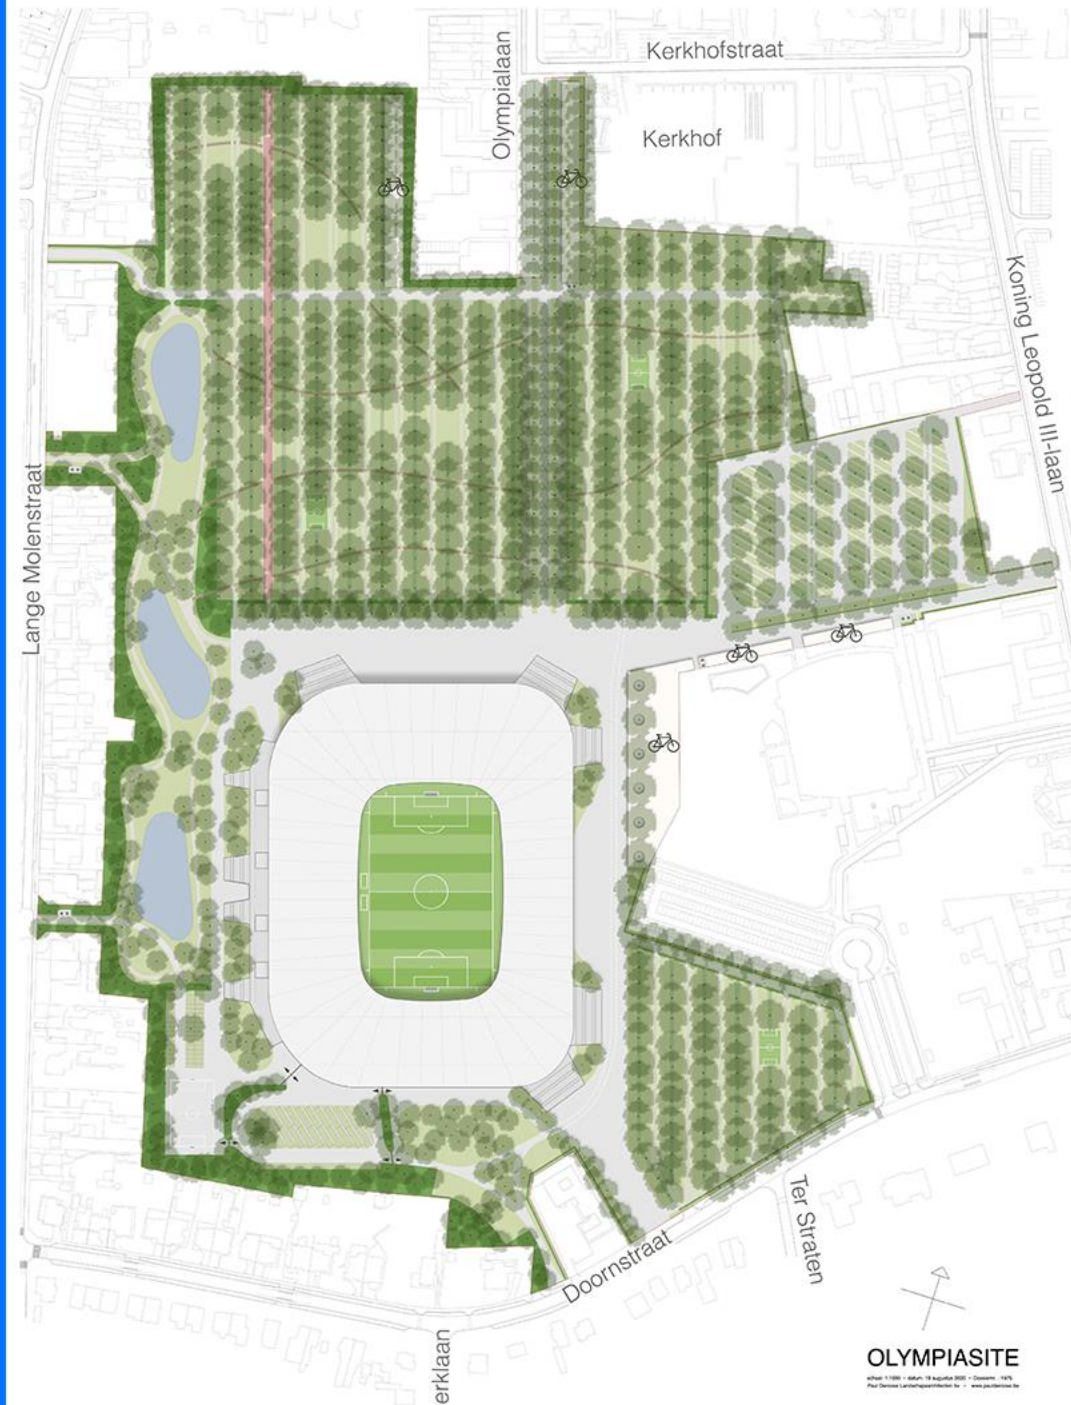 Kerkhofstraat
Olympialaan
Kerkhof
Koning Leopold III-laan
Lange Molenstraat
Ter Straten
Doornstraat
erklaan
OLYMPIASITE